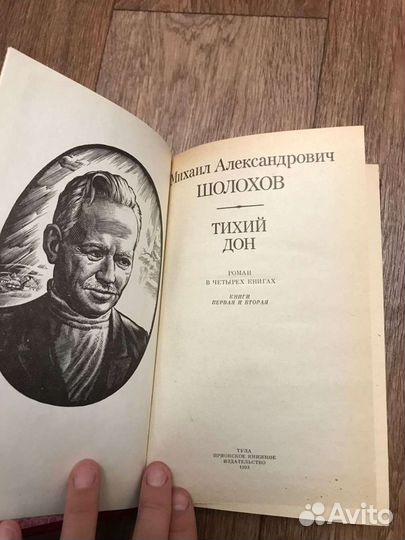 Михаил Александрович
ШОЛОХОВ
ТИХИЙ
ДОН
РОМАН
В ЧЕТЫРЕХ КНИГАХ
КНИГИ
ПЕРВАЯ И ВТОРАЯ
ТУЛА
ПРИОКСКОЕ КНИЖНОЕ
ИЗДАТЕЛЬСТВО
Avito